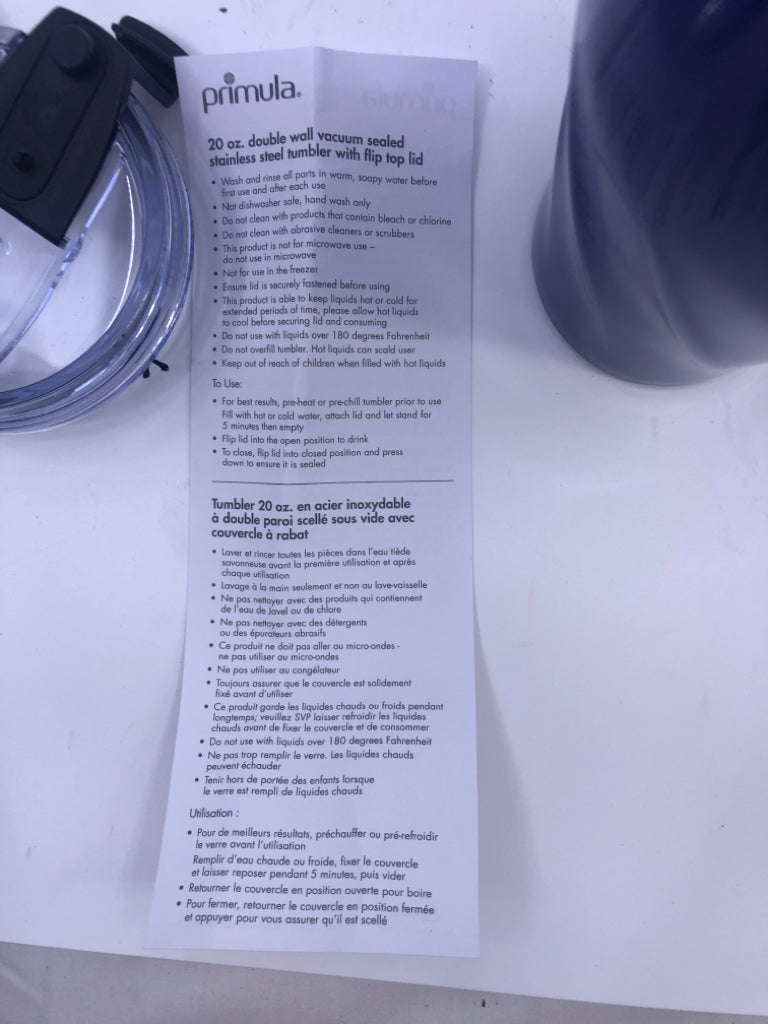 primula®
20 oz. double wall vacuum sealed
stainless steel tumbler with flip top lid
• Wash and rinse all parts in warm, soapy water before
first use and after each use
• Not dishwasher safe, hand wash only
• Do not clean with products that contain bleach or chlorine
• Do not clean with abrasive cleaners or scrubbers
• This product is not for microwave use –
do not use in microwave
• Not for use in the freezer
• Ensure lid is securely fastened before using
• This product is able to keep liquids hot or cold for
extended periods of time, please allow hot liquids
to cool before securing lid and consuming
• Do not use with liquids over 180 degrees Fahrenheit
• Do not overfill tumbler. Hot liquids can scald user
• Keep out of reach of children when filled with hot liquids
To Use:
• For best results, pre-heat or pre-chill tumbler prior to use
Fill with hot or cold water, attach lid and let stand for
5 minutes then empty
• Flip lid into the open position to drink
• To close, flip lid into closed position and press
down to ensure it is sealed
Tumbler 20 oz. en acier inoxydable
à double paroi scellé sous vide avec
couvercle à rabat
• Laver et rincer toutes les pièces dans l'eau tiède
savonneuse avant la première utilisation et après
chaque utilisation
• Lavage à la main seulement et non au lave-vaisselle
• Ne pas nettoyer avec des produits qui contiennent
de l'eau de Javel ou de chlore
• Ne pas nettoyer avec des détergents
ou des épurateurs abrasifs
• Ce produit ne doit pas aller au micro-ondes -
ne pas utiliser au micro-ondes
• Ne pas utiliser au congélateur
• Toujours assurer que le couvercle est solidement
fixé avant d'utiliser
• Ce produit garde les liquides chauds ou froids pendant
longtemps; veuillez SVP laisser refroidir les liquides
chauds avant de fixer le couvercle et de consommer
• Do not use with liquids over 180 degrees Fahrenheit
• Ne pas trop remplir le verre. Les liquides chauds
peuvent échauder
• Tenir hors de portée des enfants lorsque
le verre est rempli de liquides chauds
Utilisation :
• Pour de meilleurs résultats, préchauffer ou pré-refroidir
le verre avant l'utilisation
Remplir d'eau chaude ou froide, fixer le couvercle
et laisser reposer pendant 5 minutes, puis vider
• Retourner le couvercle en position ouverte pour boire
• Pour fermer, retourner le couvercle en position fermée
et appuyer pour vous assurer qu'il est scellé